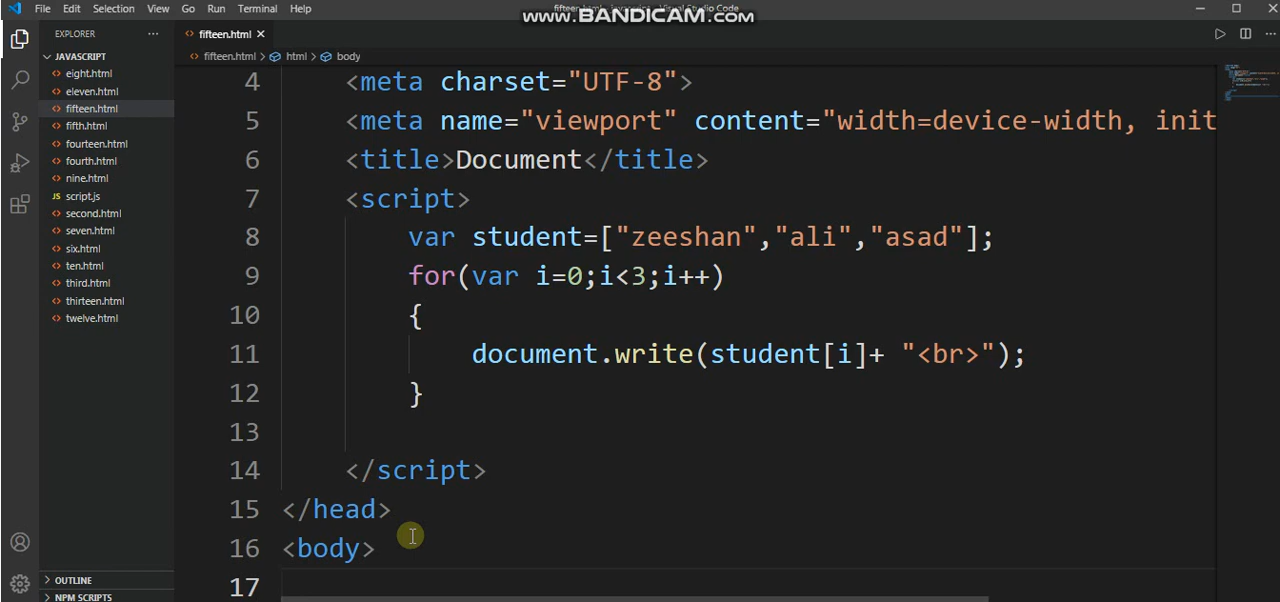 File Edit Selection View Go Run Terminal Help
www.BANDICAM.com
EXPLORER
JAVASCRIPT
eight.html
eleven.html
fifteen.html
fifth.html
fourteen.html
fourth.html
nine.html
JS script.js
second.html
seven.html
six.html
ten.html
third.html
thirteen.html
twelve.html
OUTLINE
NPM SCRIPTS
fifteen.html
fifteen.html > html > body
4 <meta charset="UTF-8">
5 <meta name="viewport" content="width=device-width, init
6 <title>Document</title>
7 <script>
8 var student=["zeeshan","ali","asad"];
9 for(var i=0;i<3;i++)
10 {
11 document.write(student[i]+ "<br>");
12 }
13
14 </script>
15 </head>
16 <body>
17